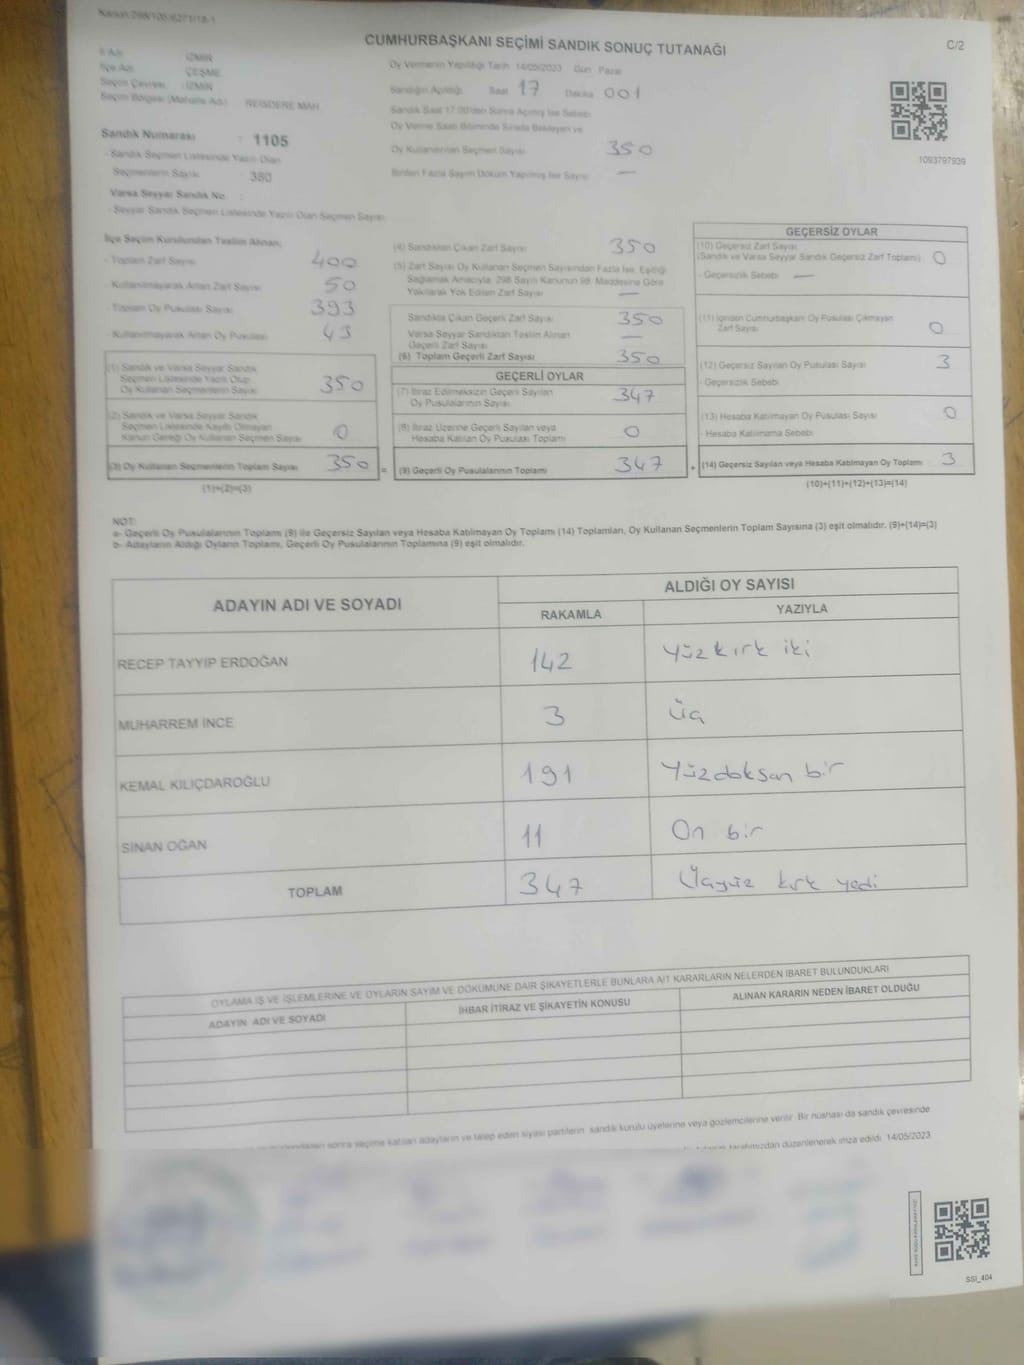 Kanun:298/105/6271/18-1
CUMHURBAŞKANI SEÇİMİ SANDIK SONUÇ TUTANAĞI
C/2
İl Adı : İZMİR
İlçe Adı : ÇEŞME
Seçim Çevresi : İZMİR
Seçim Bölgesi (Mahalle Adı) : REİSDERE MAH.
Sandık Numarası : 1105
- Sandık Seçmen Listesinde Yazılı Olan
Seçmenlerin Sayısı : 380
Varsa Seyyar Sandık No :
- Seyyar Sandık Seçmen Listesinde Yazılı Olan Seçmen Sayısı
Oy Vermenin Yapıldığı Tarih 14/05/2023 Gün Pazar
Sandığın Açıldığı Saat 17 Dakika 001
Sandık Saat 17.00'den Sonra Açılmış İse Sebebi
Oy Verme Saati Bitiminde Sırada Bekleyen ve
Oy Kullandırılan Seçmen Sayısı 350
Birden Fazla Sayım Döküm Yapılmış İse Sayısı —
1093797939
İlçe Seçim Kurulundan Teslim Alınan;
- Toplam Zarf Sayısı 400
- Kullanılmayarak Artan Zarf Sayısı 50
- Toplam Oy Pusulası Sayısı 393
- Kullanılmayarak Artan Oy Pusulası 43
(1) Sandık ve Varsa Seyyar Sandık
Seçmen Listesinde Yazılı Olup
Oy Kullanan Seçmenlerin Sayısı 350
(2) Sandık ve Varsa Seyyar Sandık
Seçmen Listesinde Kayıtlı Olmayan
Kanun Gereği Oy Kullanan Seçmen Sayısı 0
(3) Oy Kullanan Seçmenlerin Toplam Sayısı 350 =
(1)+(2)=(3)
(4) Sandıktan Çıkan Zarf Sayısı 350
(5) Zarf Sayısı Oy Kullanan Seçmen Sayısından Fazla İse, Eşitliği
Sağlamak Amacıyla, 298 Sayılı Kanunun 98. Maddesine Göre
Yakılarak Yok Edilen Zarf Sayısı —
Sandıkta Çıkan Geçerli Zarf Sayısı 350
Varsa Seyyar Sandıktan Teslim Alınan
Geçerli Zarf Sayısı —
(6) Toplam Geçerli Zarf Sayısı 350
GEÇERLİ OYLAR
(7) İtiraz Edilmeksizin Geçerli Sayılan
Oy Pusulalarının Sayısı 347
(8) İtiraz Üzerine Geçerli Sayılan veya
Hesaba Katılan Oy Pusulası Toplamı 0
(9) Geçerli Oy Pusulalarının Toplamı 347 +
GEÇERSİZ OYLAR
(10) Geçersiz Zarf Sayısı
(Sandık ve Varsa Seyyar Sandık Geçersiz Zarf Toplamı) 0
- Geçersizlik Sebebi —
(11) İçinden Cumhurbaşkanı Oy Pusulası Çıkmayan
Zarf Sayısı 0
(12) Geçersiz Sayılan Oy Pusulası Sayısı 3
- Geçersizlik Sebebi
(13) Hesaba Katılmayan Oy Pusulası Sayısı 0
- Hesaba Katılmama Sebebi
(14) Geçersiz Sayılan veya Hesaba Katılmayan Oy Toplamı 3
(10)+(11)+(12)+(13)=(14)
NOT:
a- Geçerli Oy Pusulalarının Toplamı (9) ile Geçersiz Sayılan veya Hesaba Katılmayan Oy Toplamı (14) Toplamları, Oy Kullanan Seçmenlerin Toplam Sayısına (3) eşit olmalıdır. (9)+(14)=(3)
b- Adayların Aldığı Oyların Toplamı, Geçerli Oy Pusulalarının Toplamına (9) eşit olmalıdır.
ADAYIN ADI VE SOYADI
ALDIĞI OY SAYISI
RAKAMLA YAZIYLA
RECEP TAYYİP ERDOĞAN 142 Yüzkırk iki
MUHARREM İNCE 3 Üç
KEMAL KILIÇDAROĞLU 191 Yüzdoksan bir
SİNAN OĞAN 11 On bir
TOPLAM 347 Üçyüz kırk yedi
OYLAMA İŞ VE İŞLEMLERİNE VE OYLARIN SAYIM VE DÖKÜMÜNE DAİR ŞİKAYETLERLE BUNLARA AİT KARARLARIN NELERDEN İBARET BULUNDUKLARI
ADAYIN ADI VE SOYADI
İHBAR İTİRAZ VE ŞİKAYETİN KONUSU
ALINAN KARARIN NEDEN İBARET OLDUĞU
sonra seçime katılan adayların ve talep eden siyasi partilerin sandık kurulu üyelerine veya gözlemcilerine verilir. Bir nüshası da sandık çevresinde
tarafımızdan düzenlenerek imza edildi. 14/05/2023
SSI_404